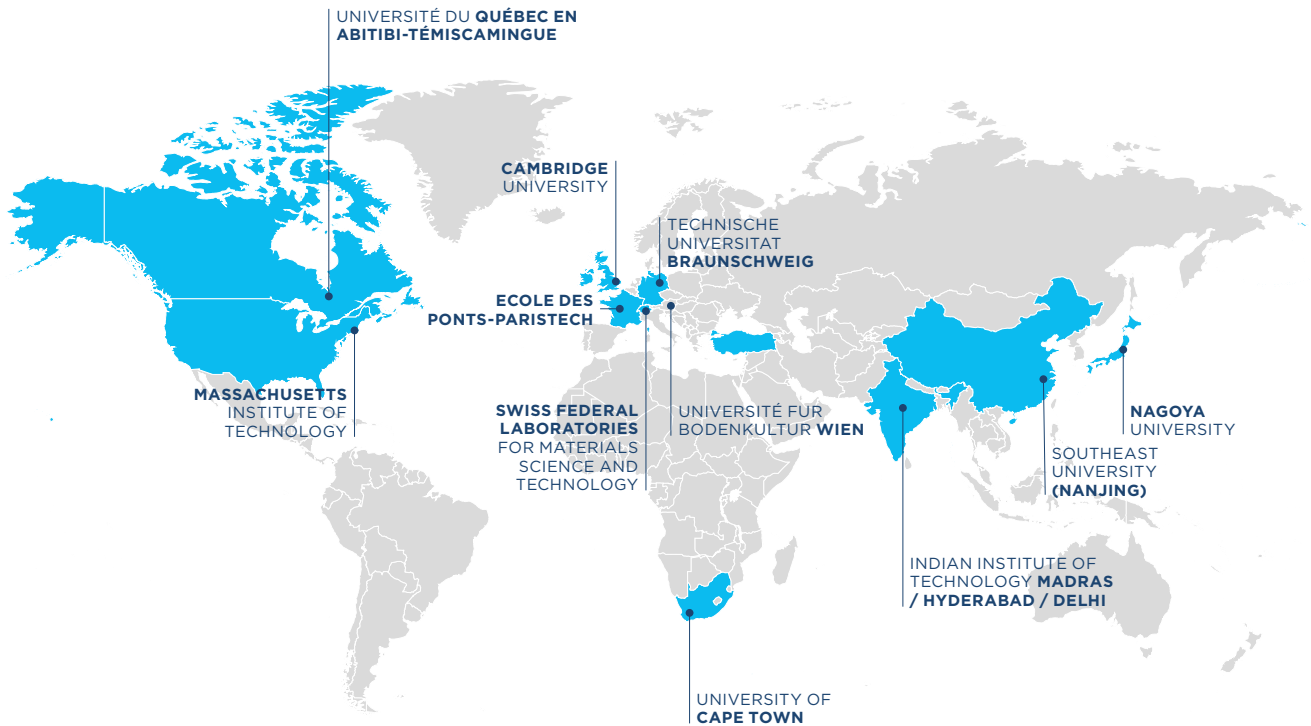 UNIVERSITÉ DU QUÉBEC EN
ABITIBI-TÉMISCAMINGUE
CAMBRIDGE
UNIVERSITY
TECHNISCHE
UNIVERSITAT
BRAUNSCHWEIG
ECOLE DES
PONTS-PARISTECH
MASSACHUSETTS
INSTITUTE OF
TECHNOLOGY
SWISS FEDERAL
LABORATORIES
FOR MATERIALS
SCIENCE AND
TECHNOLOGY
UNIVERSITÉ FUR
BODENKULTUR WIEN
NAGOYA
UNIVERSITY
SOUTHEAST
UNIVERSITY
(NANJING)
INDIAN INSTITUTE OF
TECHNOLOGY MADRAS
/ HYDERABAD / DELHI
UNIVERSITY OF
CAPE TOWN